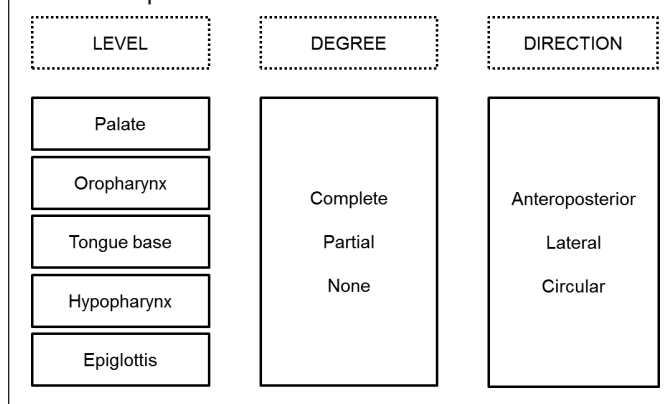 LEVEL
DEGREE
DIRECTION
Palate
Oropharynx
Tongue base
Hypopharynx
Epiglottis
Complete
Partial
None
Anteroposterior
Lateral
Circular